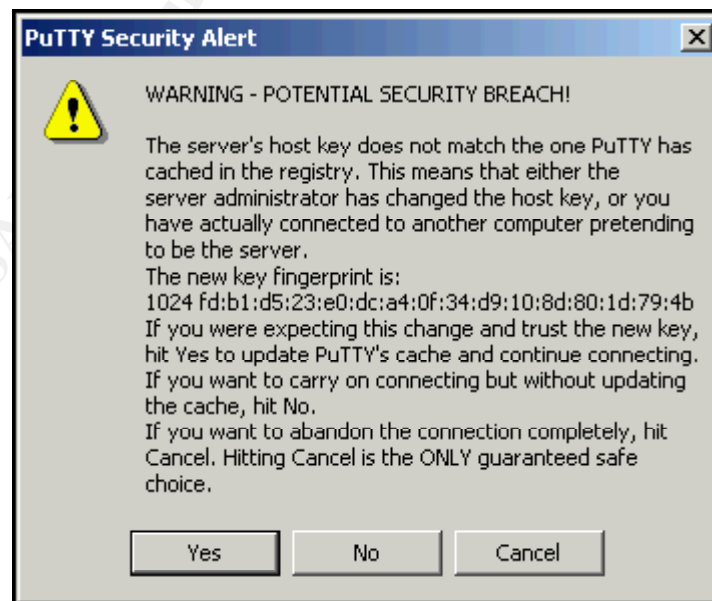 PuTTY Security Alert
WARNING - POTENTIAL SECURITY BREACH!
The server's host key does not match the one PuTTY has
cached in the registry. This means that either the
server administrator has changed the host key, or you
have actually connected to another computer pretending
to be the server.
The new key fingerprint is:
1024 fd:b1:d5:23:e0:dc:a4:0f:34:d9:10:8d:80:1d:79:4b
If you were expecting this change and trust the new key,
hit Yes to update PuTTY's cache and continue connecting.
If you want to carry on connecting but without updating
the cache, hit No.
If you want to abandon the connection completely, hit
Cancel. Hitting Cancel is the ONLY guaranteed safe
choice.
Yes No Cancel